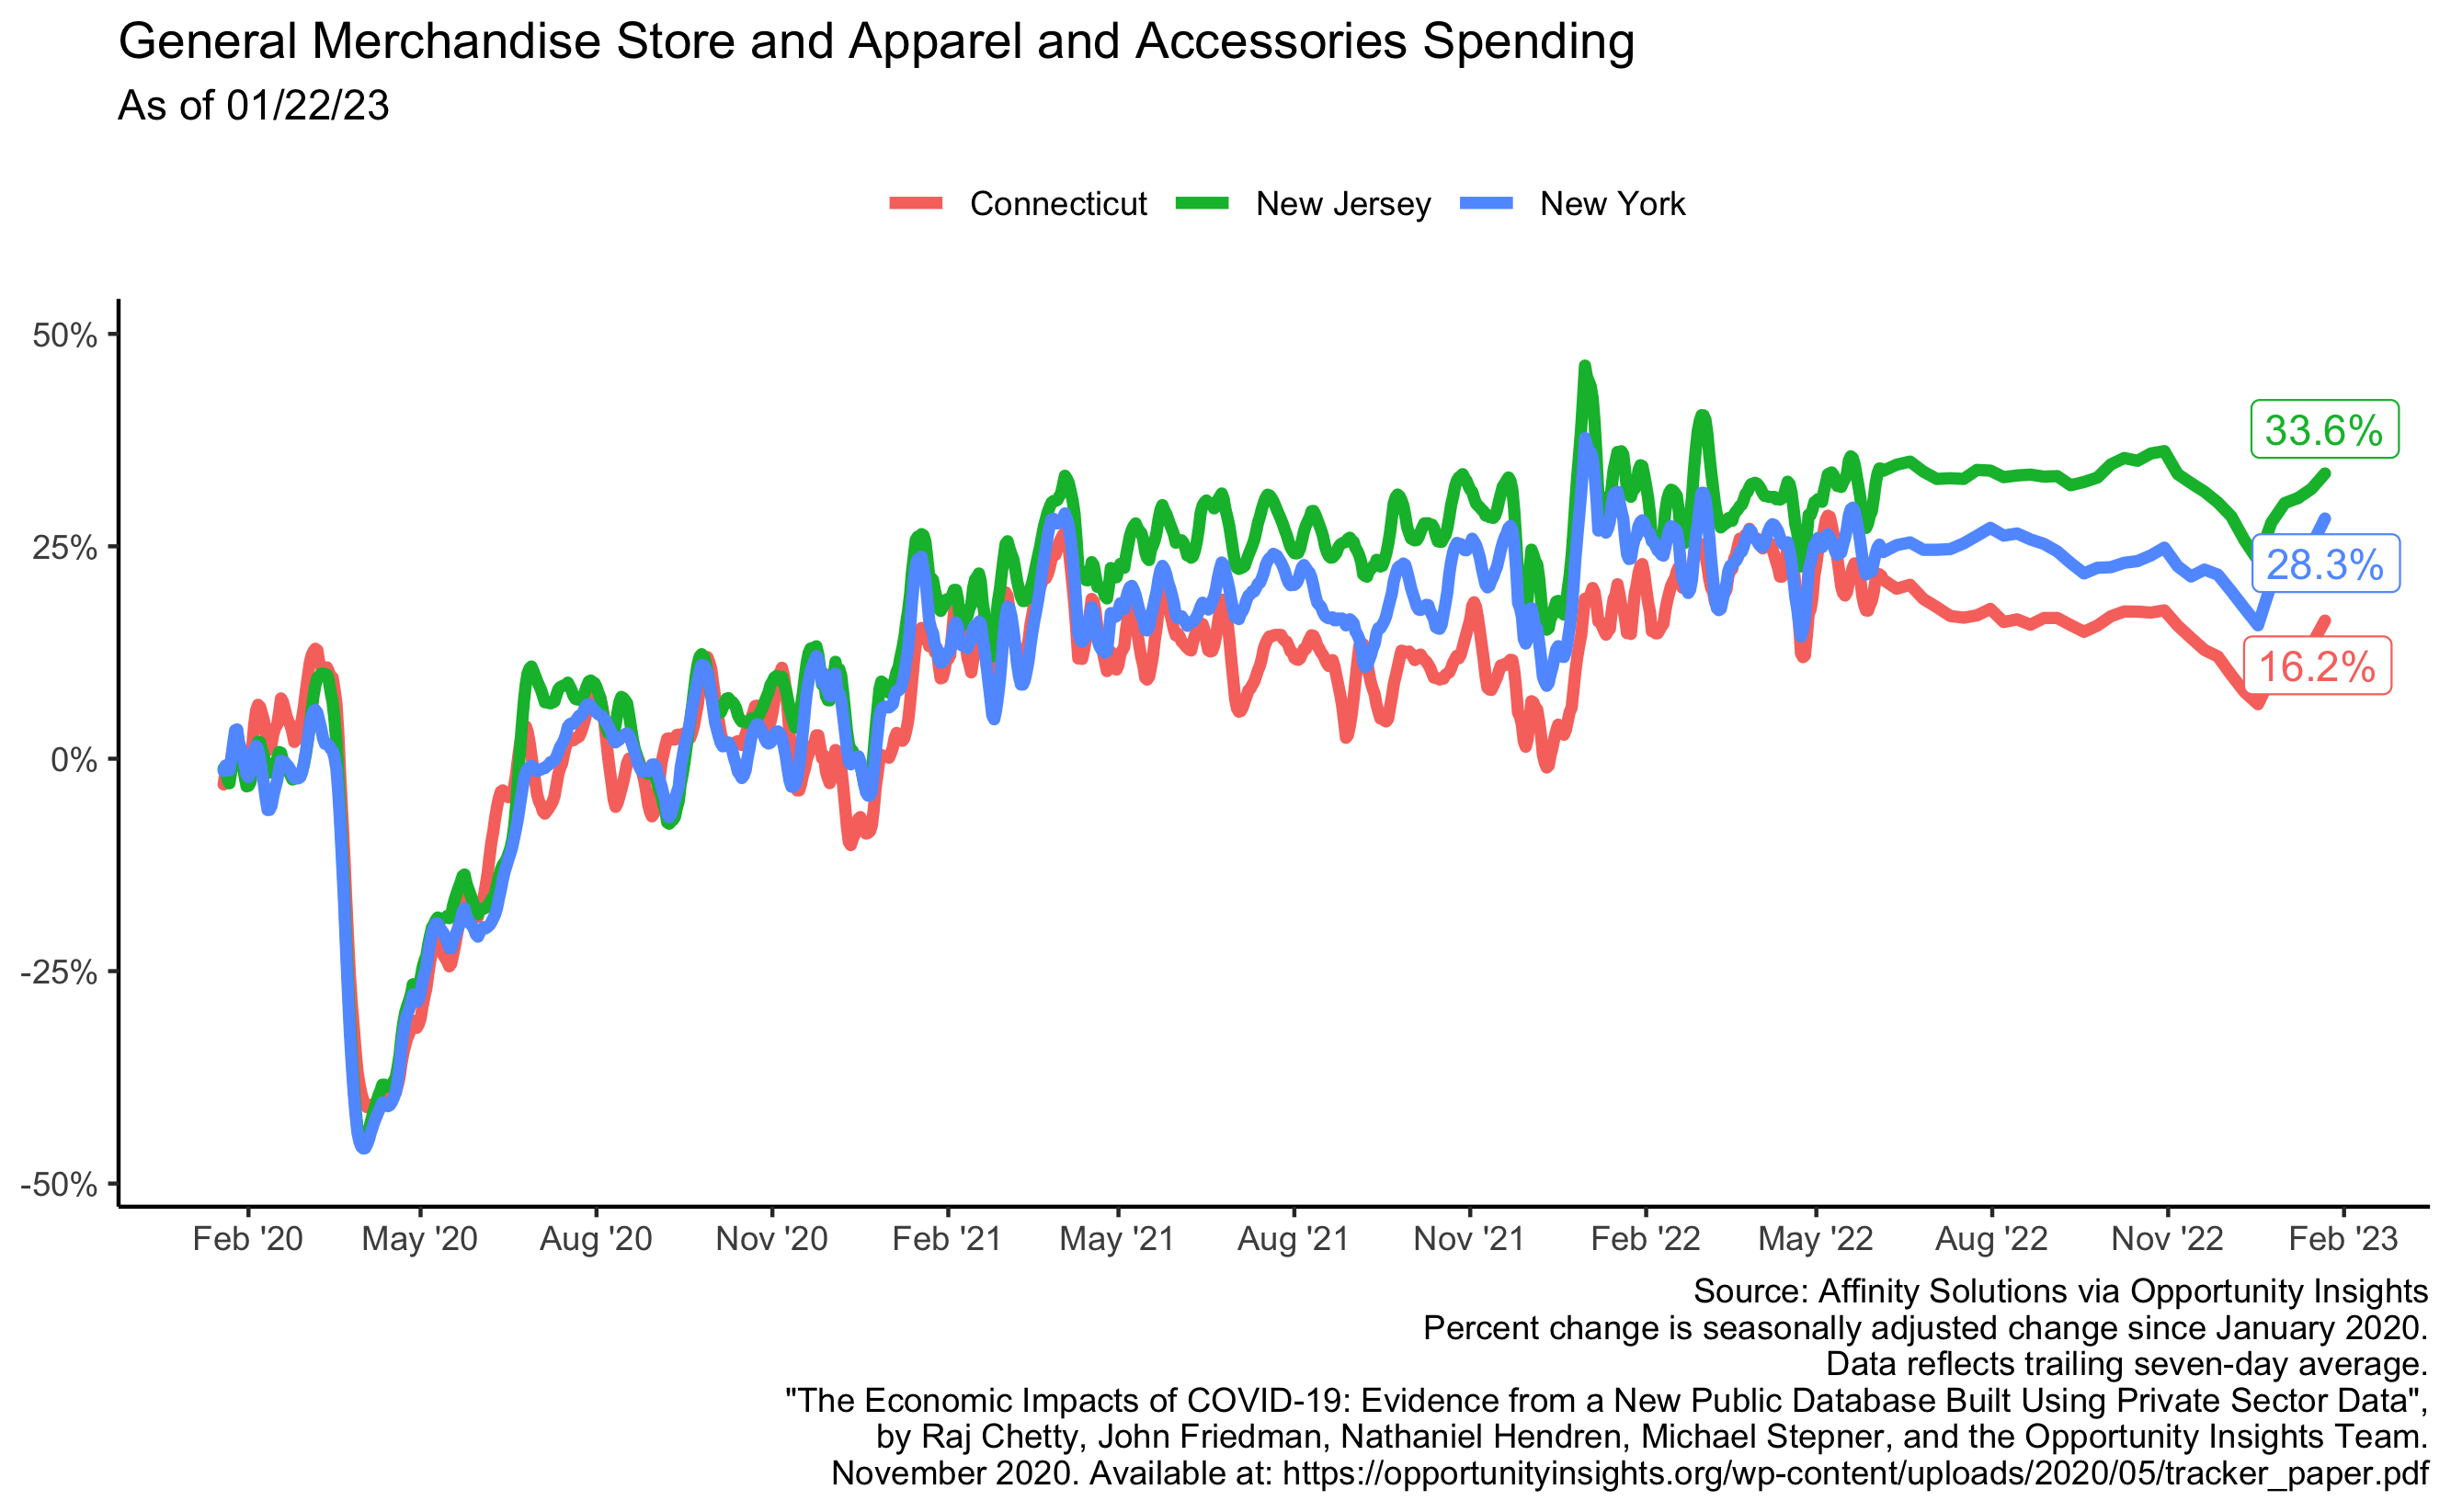 General Merchandise Store and Apparel and Accessories Spending
As of 01/22/23
Connecticut New Jersey New York
50%
25%
0%
-25%
-50%
33.6%
28.3%
16.2%
Feb '20 May '20 Aug '20 Nov '20 Feb '21 May '21 Aug '21 Nov '21 Feb '22 May '22 Aug '22 Nov '22 Feb '23
Source: Affinity Solutions via Opportunity Insights
Percent change is seasonally adjusted change since January 2020.
Data reflects trailing seven-day average.
"The Economic Impacts of COVID-19: Evidence from a New Public Database Built Using Private Sector Data",
by Raj Chetty, John Friedman, Nathaniel Hendren, Michael Stepner, and the Opportunity Insights Team.
November 2020. Available at: https://opportunityinsights.org/wp-content/uploads/2020/05/tracker_paper.pdf